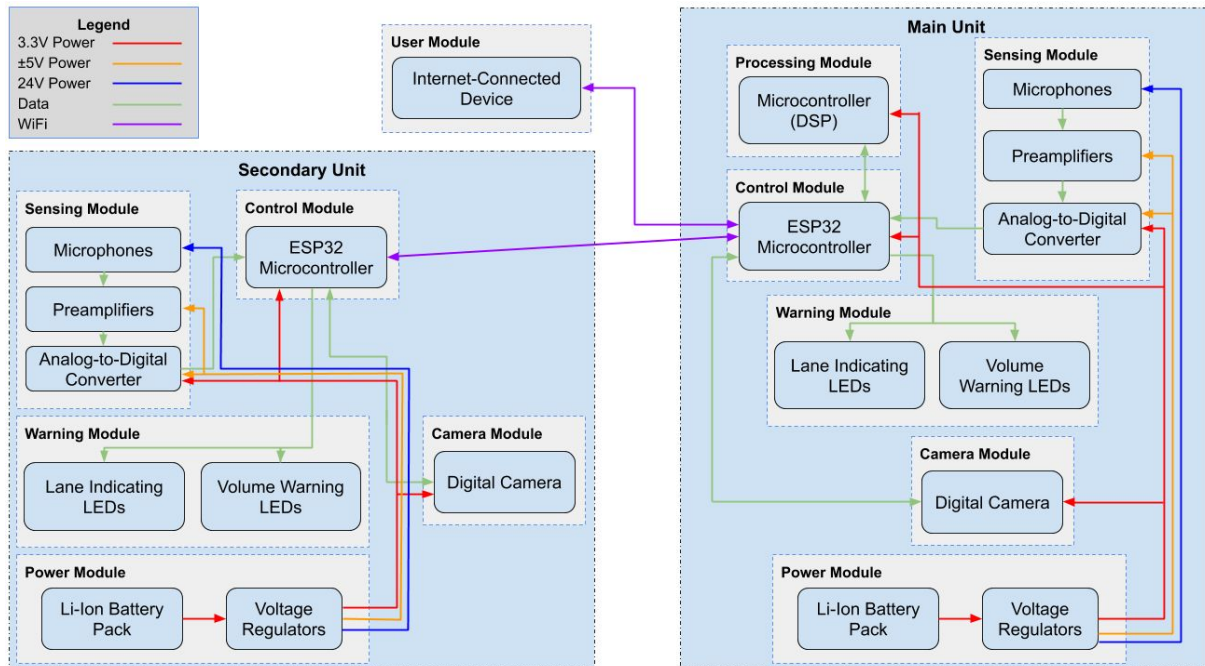 Legend
3.3V Power
±5V Power
24V Power
Data
WiFi
User Module
Internet-Connected
Device
Main Unit
Processing Module
Microcontroller
(DSP)
Control Module
ESP32
Microcontroller
Sensing Module
Microphones
Preamplifiers
Analog-to-Digital
Converter
Warning Module
Lane Indicating
LEDs
Volume
Warning LEDs
Camera Module
Digital Camera
Power Module
Li-Ion Battery
Pack
Voltage
Regulators
Secondary Unit
Sensing Module
Microphones
Preamplifiers
Analog-to-Digital
Converter
Control Module
ESP32
Microcontroller
Warning Module
Lane Indicating
LEDs
Volume Warning
LEDs
Camera Module
Digital Camera
Power Module
Li-Ion Battery
Pack
Voltage
Regulators